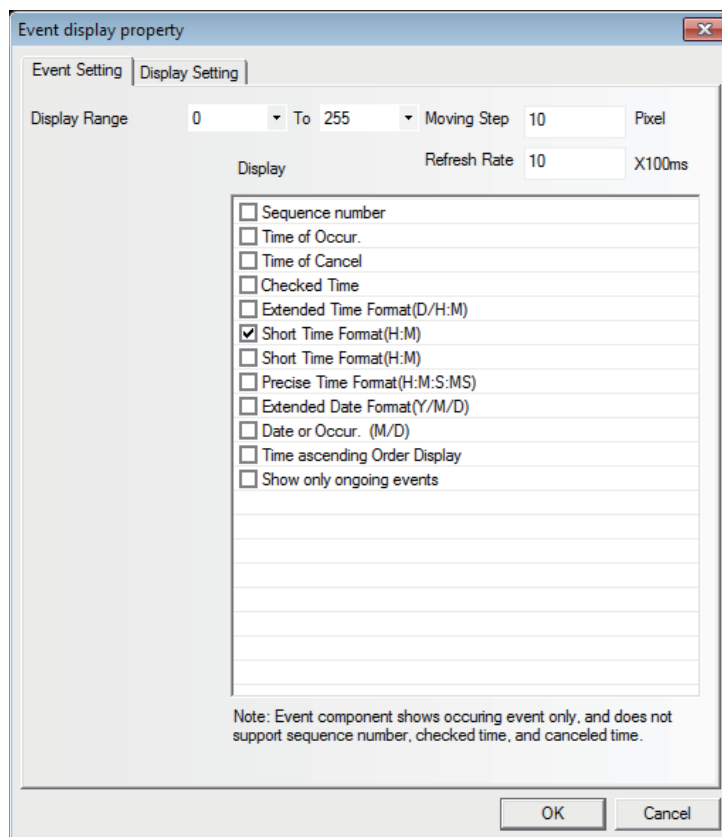 Event display property
Event Setting Display Setting
Display Range 0 To 255 Moving Step 10 Pixel
Display Refresh Rate 10 X100ms
Sequence number
Time of Occur.
Time of Cancel
Checked Time
Extended Time Format(D/H:M)
Short Time Format(H:M)
Short Time Format(H:M)
Precise Time Format(H:M:S:MS)
Extended Date Format(Y/M/D)
Date or Occur. (M/D)
Time ascending Order Display
Show only ongoing events
Note: Event component shows occuring event only, and does not
support sequence number, checked time, and canceled time.
OK Cancel